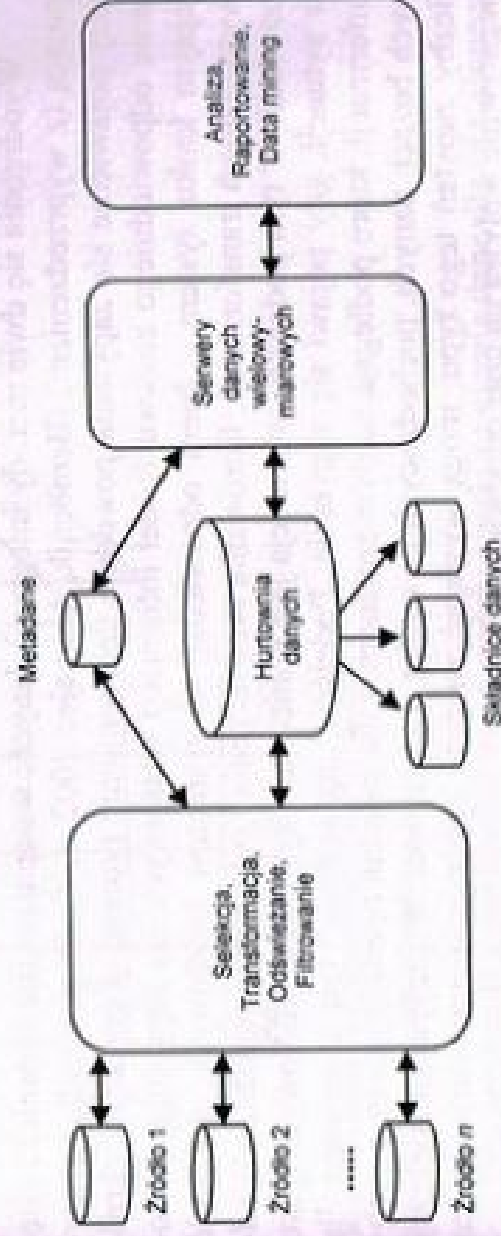 Metadane
Źródło 1
Źródło 2
.....
Źródło n
Selekcja,
Transformacja,
Odświeżanie,
Filtrowanie
Hurtownia
danych
Składnice danych
Serwery
danych
wielowy-
miarowych
Analiza,
Raportowanie,
Data mining